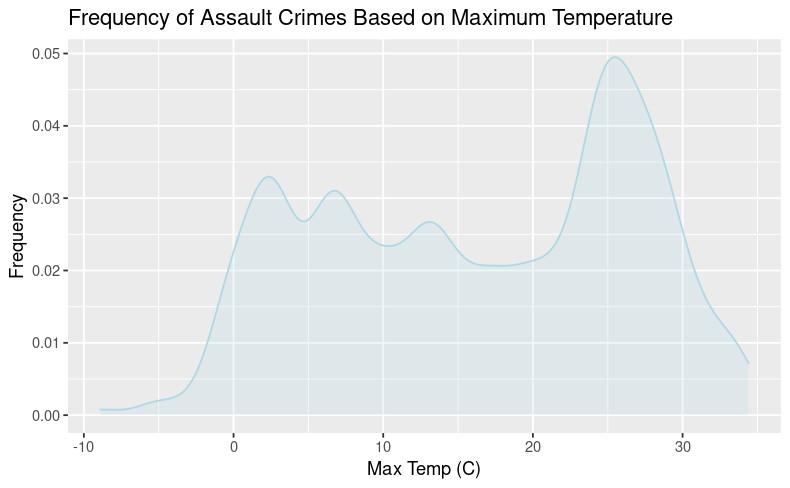 Frequency of Assault Crimes Based on Maximum Temperature
0.05
0.04
0.03
0.02
0.01
0.00
Frequency
-10 0 10 20 30
Max Temp (C)